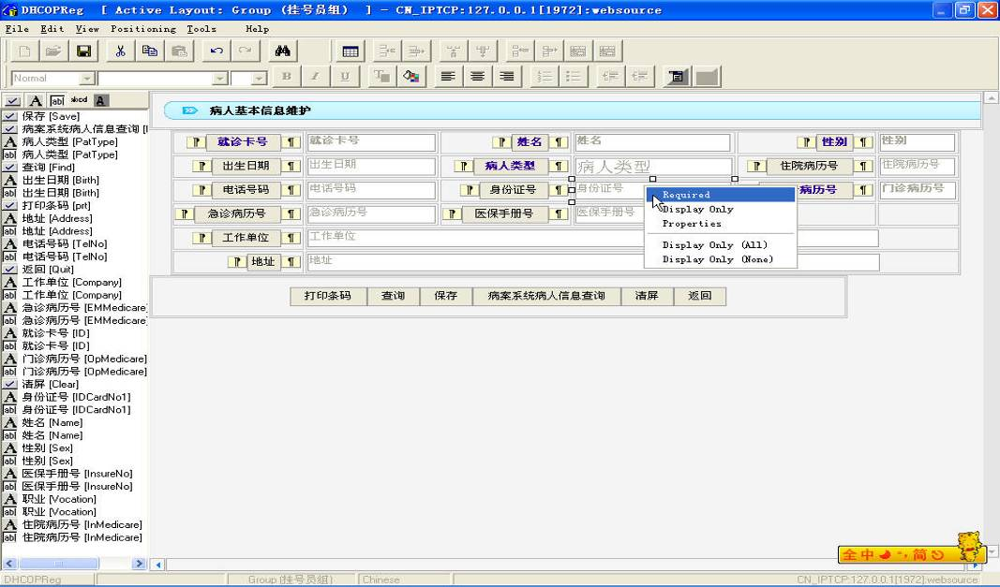 DHCOPReg [ Active Layout: Group (挂号员组) ] - CN_IPTCP:127.0.0.1[1972]:websource
File Edit View Positioning Tools Help
Normal
B I U
保存 [Save]
病案系统病人信息查询 [
病人类型 [PatType]
病人类型 [PatType]
查询 [Find]
出生日期 [Birth]
出生日期 [Birth]
打印条码 [prt]
地址 [Address]
地址 [Address]
电话号码 [TelNo]
电话号码 [TelNo]
返回 [Quit]
工作单位 [Company]
工作单位 [Company]
急诊病历号 [EMMedicare]
急诊病历号 [EMMedicare]
就诊卡号 [ID]
就诊卡号 [ID]
门诊病历号 [OpMedicare]
门诊病历号 [OpMedicare]
清屏 [Clear]
身份证号 [IDCardNo1]
身份证号 [IDCardNo1]
姓名 [Name]
姓名 [Name]
性别 [Sex]
性别 [Sex]
医保手册号 [InsureNo]
医保手册号 [InsureNo]
职业 [Vocation]
职业 [Vocation]
住院病历号 [InMedicare]
住院病历号 [InMedicare]
病人基本信息维护
就诊卡号 就诊卡号 姓名 姓名 性别 性别
出生日期 出生日期 病人类型 病人类型 住院病历号 住院病历号
电话号码 电话号码 身份证号 身份证号 病历号 门诊病历号
急诊病历号 急诊病历号 医保手册号 医保手册号
工作单位 工作单位
地址 地址
Required
Display Only
Properties
Display Only (All)
Display Only (None)
打印条码 查询 保存 病案系统病人信息查询 清屏 返回
全中 简
DHCOPReg Group (挂号员组) Chinese CN_IPTCP:127.0.0.1[1972]:websource